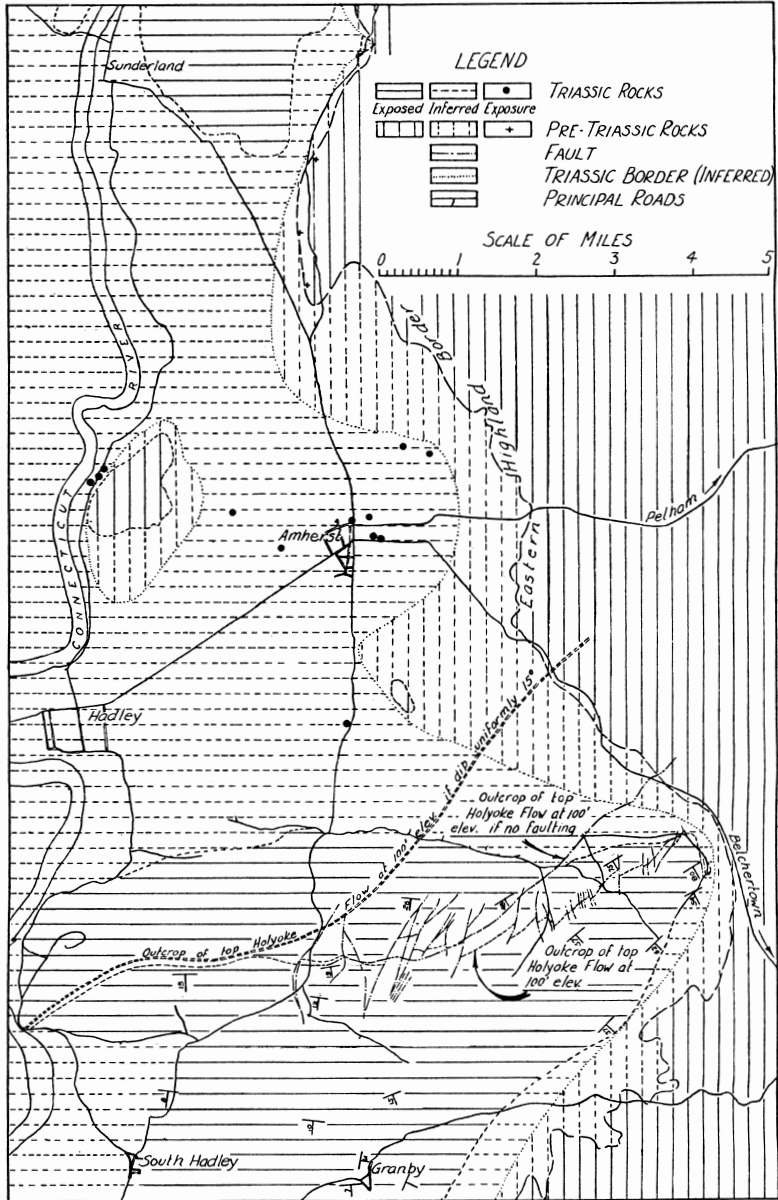 LEGEND
TRIASSIC ROCKS
Exposed Inferred Exposure
PRE-TRIASSIC ROCKS
FAULT
TRIASSIC BORDER (INFERRED)
PRINCIPAL ROADS
SCALE OF MILES
0 1 2 3 4 5
Sunderland
CONNECTICUT RIVER
Eastern Highland Border
Pelham
Amherst
Hadley
Outcrop of top Holyoke Flow at 100' elev. if dip uniformly 15°
Outcrop of top
Holyoke Flow at 100'
elev. if no faulting
Belchertown
Outcrop of top
Holyoke Flow at
100' elev.
South Hadley
Granby